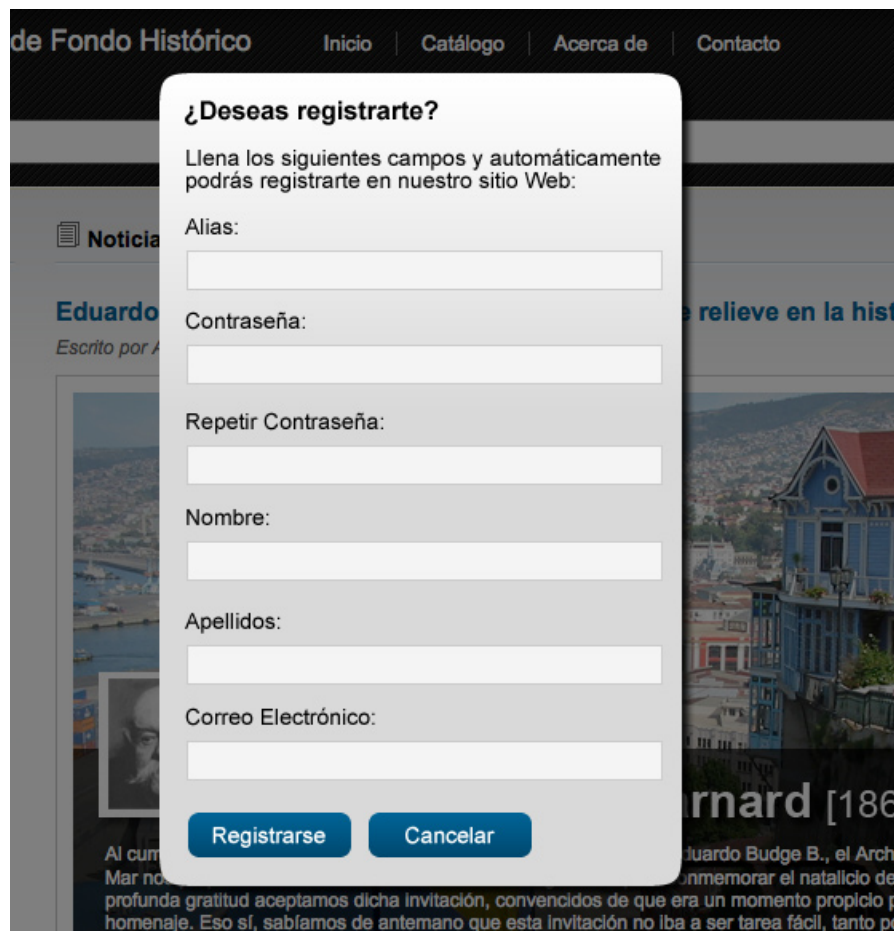 de Fondo Histórico
Inicio
Catálogo
Acerca de
Contacto
¿Deseas registrarte?
Llena los siguientes campos y automáticamente
podrás registrarte en nuestro sitio Web:
Noticia
Alias:
Eduardo
relieve en la hist
Escrito por A
Contraseña:
Repetir Contraseña:
Nombre:
Apellidos:
Correo Electrónico:
Registrarse
Cancelar
rnard [186
Al cum
duardo Budge B., el Arch
Mar nos
onmemorar el natalicio de
profunda gratitud aceptamos dicha invitación, convencidos de que era un momento propicio p
homenaje. Eso sí, sabíamos de antemano que esta invitación no iba a ser tarea fácil, tanto po